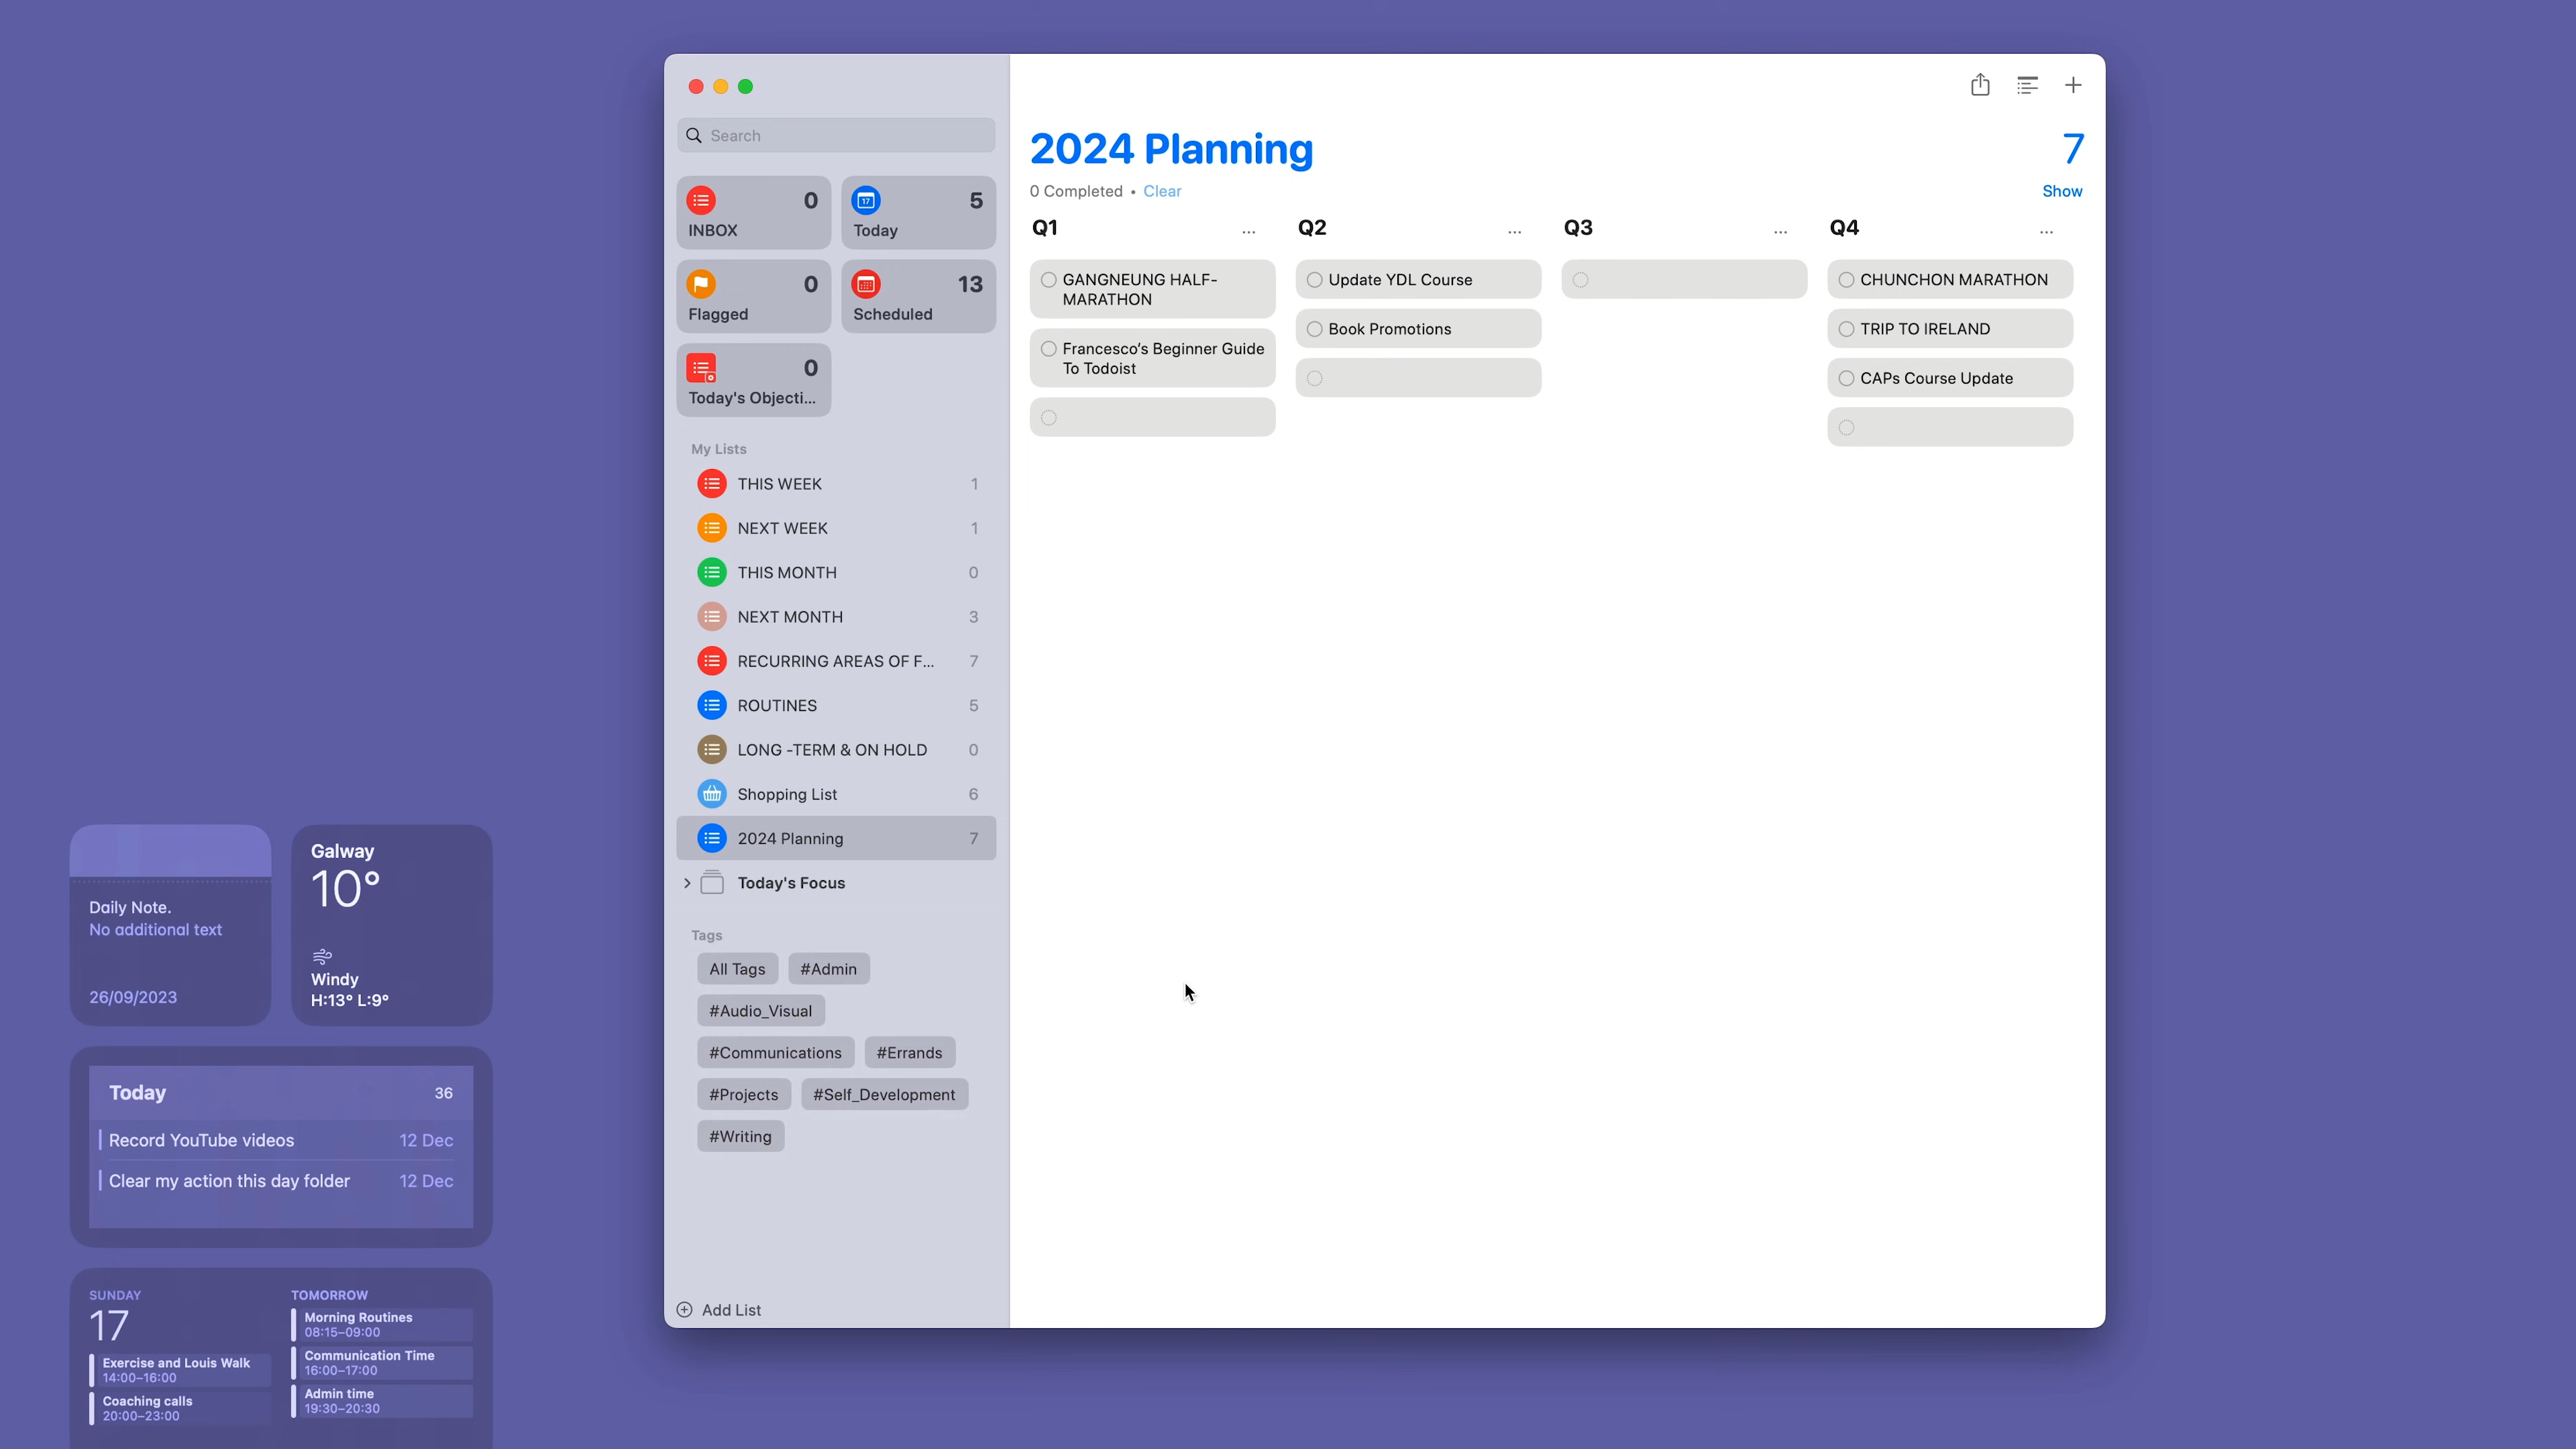 Search
INBOX 0
Today 5
17
Flagged 0
Scheduled 13
Today's Objecti... 0
My Lists
THIS WEEK 1
NEXT WEEK 1
THIS MONTH 0
NEXT MONTH 3
RECURRING AREAS OF F... 7
ROUTINES 5
LONG -TERM & ON HOLD 0
Shopping List 6
2024 Planning 7
Today's Focus
Tags
All Tags #Admin
#Audio_Visual
#Communications #Errands
#Projects #Self_Development
#Writing
Add List
2024 Planning 7
0 Completed • Clear Show
Q1 ...
GANGNEUNG HALF-
MARATHON
Francesco’s Beginner Guide
To Todoist
Q2 ...
Update YDL Course
Book Promotions
Q3 ...
Q4 ...
CHUNCHON MARATHON
TRIP TO IRELAND
CAPs Course Update
Daily Note.
No additional text
26/09/2023
Galway
10°
Windy
H:13° L:9°
Today 36
Record YouTube videos 12 Dec
Clear my action this day folder 12 Dec
SUNDAY
17
Exercise and Louis Walk
14:00–16:00
Coaching calls
20:00–23:00
TOMORROW
Morning Routines
08:15–09:00
Communication Time
16:00–17:00
Admin time
19:30–20:30